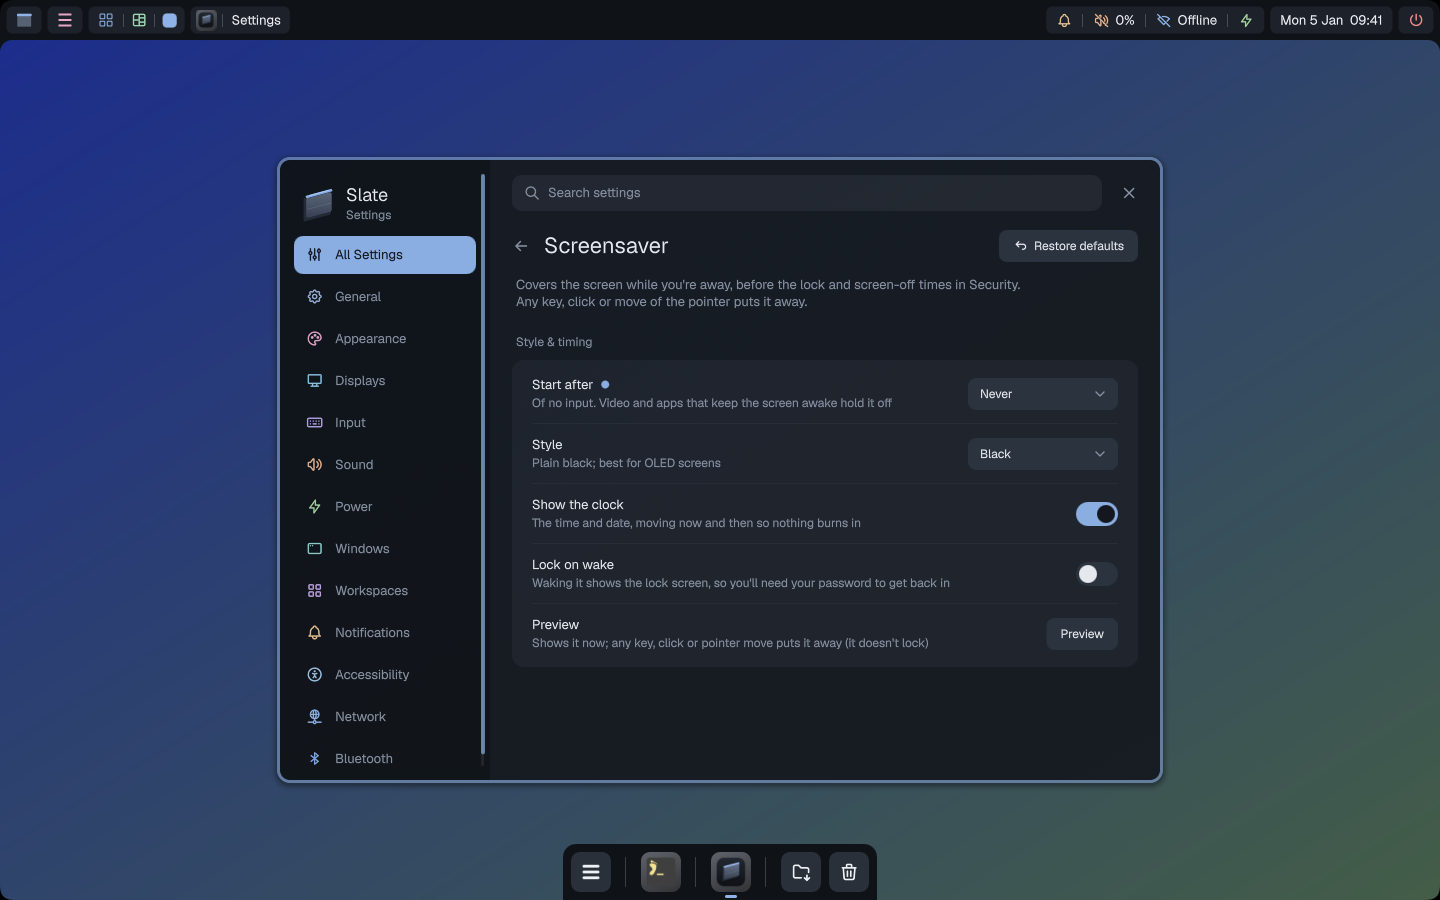 Settings
0%
Offline
Mon 5 Jan 09:41
Slate
Settings
All Settings
General
Appearance
Displays
Input
Sound
Power
Windows
Workspaces
Notifications
Accessibility
Network
Bluetooth
Search settings
Screensaver
Restore defaults
Covers the screen while you're away, before the lock and screen-off times in Security.
Any key, click or move of the pointer puts it away.
Style & timing
Start after
Of no input. Video and apps that keep the screen awake hold it off
Never
Style
Plain black; best for OLED screens
Black
Show the clock
The time and date, moving now and then so nothing burns in
Lock on wake
Waking it shows the lock screen, so you'll need your password to get back in
Preview
Shows it now; any key, click or pointer move puts it away (it doesn't lock)
Preview